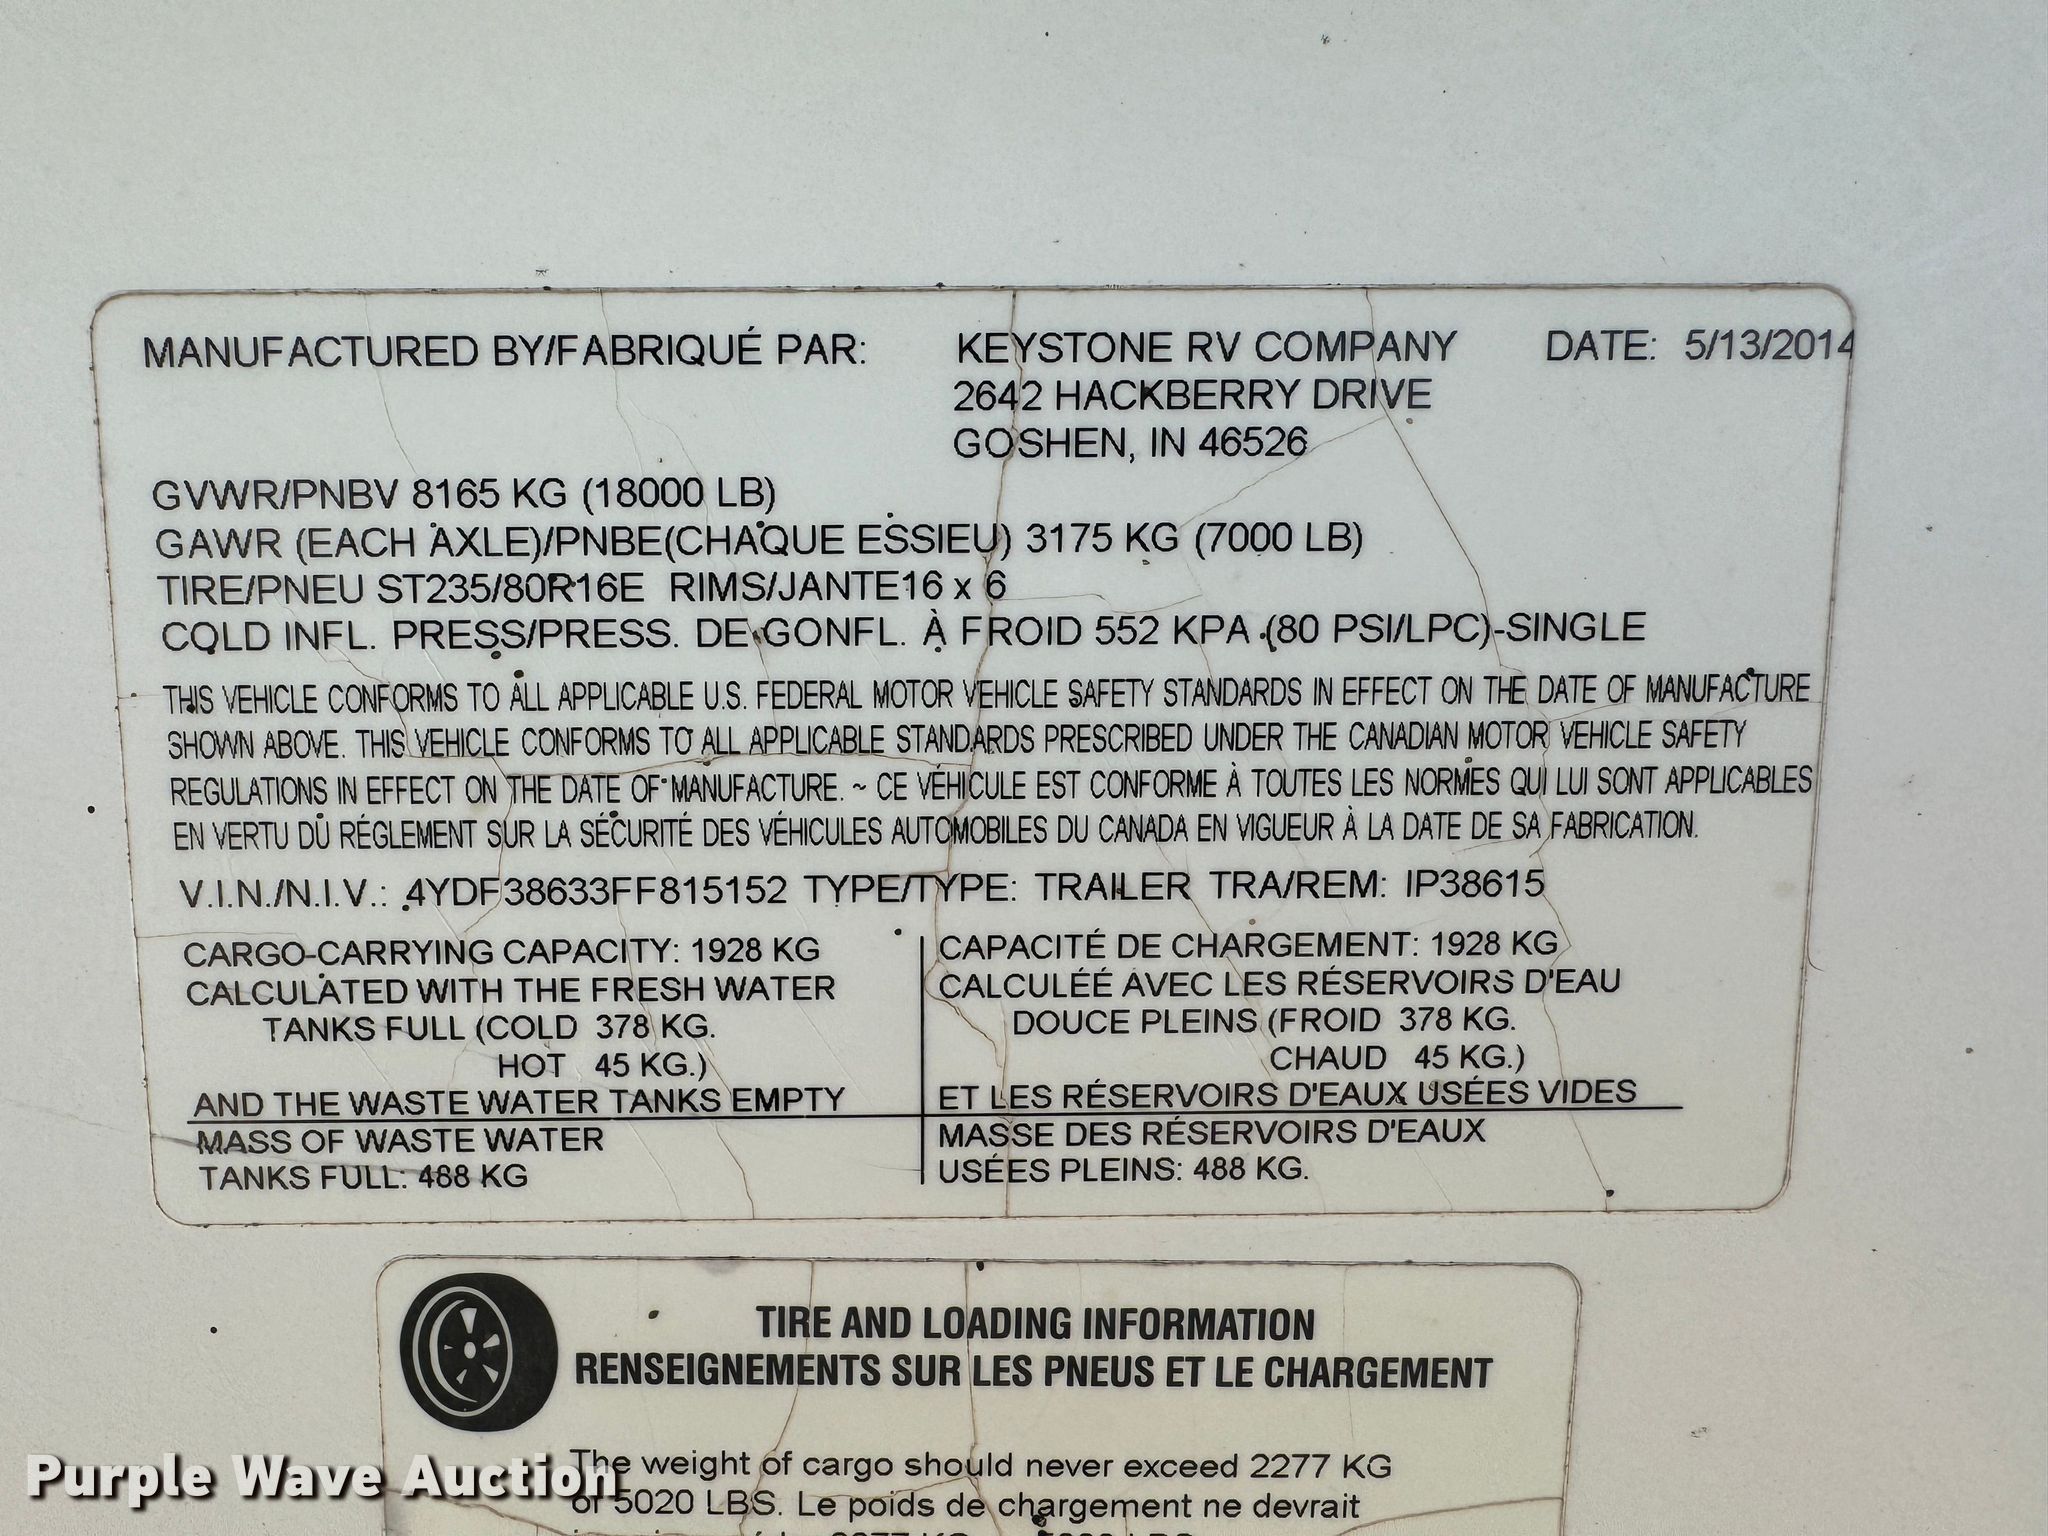 MANUFACTURED BY/FABRIQUÉ PAR: KEYSTONE RV COMPANY DATE: 5/13/2014
2642 HACKBERRY DRIVE
GOSHEN, IN 46526
GVWR/PNBV 8165 KG (18000 LB)
GAWR (EACH AXLE)/PNBE(CHAQUE ESSIEU) 3175 KG (7000 LB)
TIRE/PNEU ST235/80R16E RIMS/JANTE16 x 6
COLD INFL. PRESS/PRESS. DE GONFL. À FROID 552 KPA (80 PSI/LPC)-SINGLE
THIS VEHICLE CONFORMS TO ALL APPLICABLE U.S. FEDERAL MOTOR VEHICLE SAFETY STANDARDS IN EFFECT ON THE DATE OF MANUFACTURE
SHOWN ABOVE. THIS VEHICLE CONFORMS TO ALL APPLICABLE STANDARDS PRESCRIBED UNDER THE CANADIAN MOTOR VEHICLE SAFETY
REGULATIONS IN EFFECT ON THE DATE OF MANUFACTURE. ~ CE VÉHICULE EST CONFORME À TOUTES LES NORMES QUI LUI SONT APPLICABLES
EN VERTU DU RÉGLEMENT SUR LA SÉCURITÉ DES VÉHICULES AUTOMOBILES DU CANADA EN VIGUEUR À LA DATE DE SA FABRICATION.
V.I.N./N.I.V.: 4YDF38633FF815152 TYPE/TYPE: TRAILER TRA/REM: IP38615
CARGO-CARRYING CAPACITY: 1928 KG
CALCULATED WITH THE FRESH WATER
TANKS FULL (COLD 378 KG.
HOT 45 KG.)
AND THE WASTE WATER TANKS EMPTY
MASS OF WASTE WATER
TANKS FULL: 488 KG
CAPACITÉ DE CHARGEMENT: 1928 KG
CALCULÉÉ AVEC LES RÉSERVOIRS D'EAU
DOUCE PLEINS (FROID 378 KG.
CHAUD 45 KG.)
ET LES RÉSERVOIRS D'EAUX USÉES VIDES
MASSE DES RÉSERVOIRS D'EAUX
USÉES PLEINS: 488 KG.
TIRE AND LOADING INFORMATION
RENSEIGNEMENTS SUR LES PNEUS ET LE CHARGEMENT
The weight of cargo should never exceed 2277 KG
or 5020 LBS. Le poids de chargement ne devrait
Purple Wave Auction